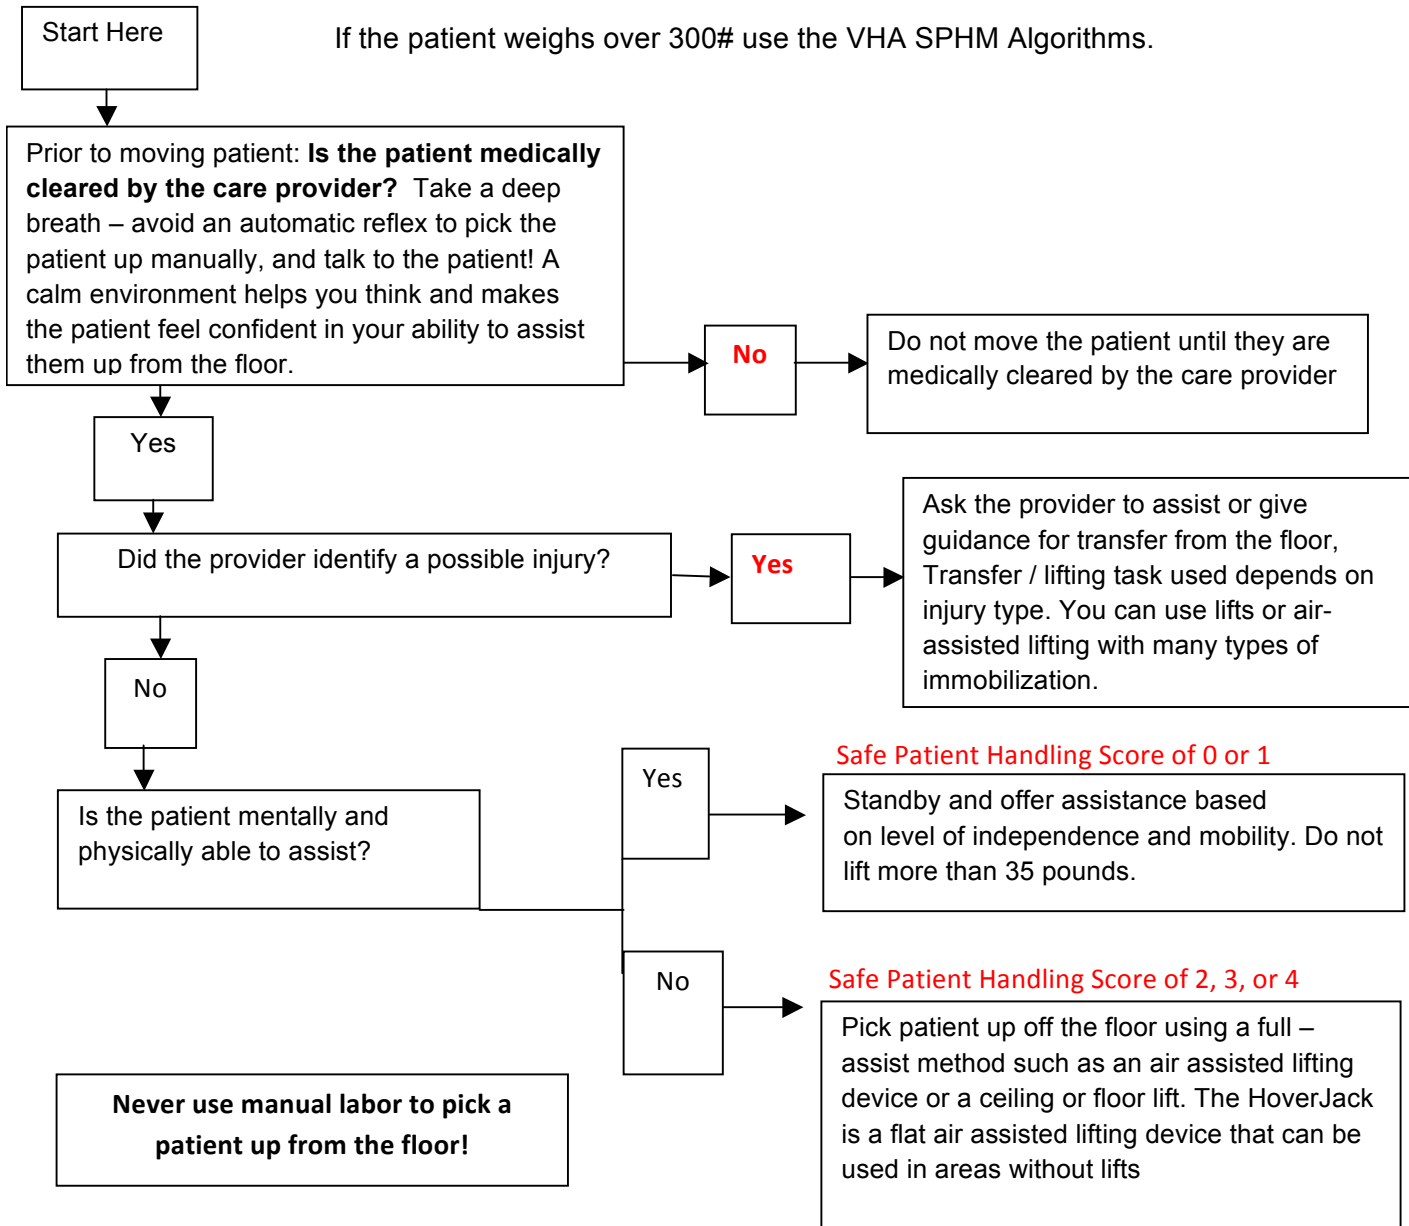 Start Here
If the patient weighs over 300# use the VHA SPHM Algorithms.
Prior to moving patient: Is the patient medically
cleared by the care provider?  Take a deep
breath – avoid an automatic reflex to pick the
patient up manually, and talk to the patient! A
calm environment helps you think and makes
the patient feel confident in your ability to assist
them up from the floor.
No
Do not move the patient until they are
medically cleared by the care provider
Yes
Did the provider identify a possible injury?
Yes
Ask the provider to assist or give
guidance for transfer from the floor,
Transfer / lifting task used depends on
injury type. You can use lifts or air-
assisted lifting with many types of
immobilization.
No
Is the patient mentally and
physically able to assist?
Yes
Safe Patient Handling Score of 0 or 1
Standby and offer assistance based
on level of independence and mobility. Do not
lift more than 35 pounds.
No
Safe Patient Handling Score of 2, 3, or 4
Pick patient up off the floor using a full –
assist method such as an air assisted lifting
device or a ceiling or floor lift. The HoverJack
is a flat air assisted lifting device that can be
used in areas without lifts
Never use manual labor to pick a
patient up from the floor!